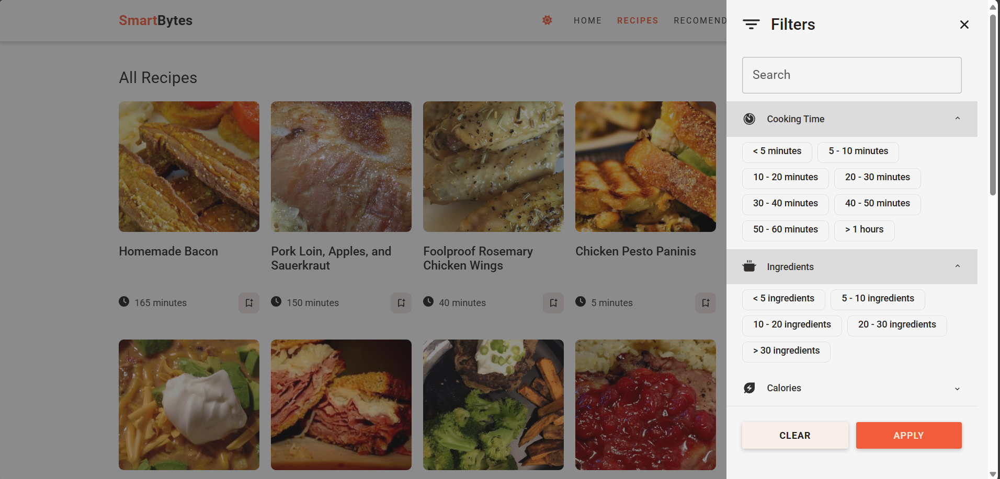 SmartBytes
HOME RECIPES RECOMEND
All Recipes
Homemade Bacon
Pork Loin, Apples, and
Sauerkraut
Foolproof Rosemary
Chicken Wings
Chicken Pesto Paninis
165 minutes
150 minutes
40 minutes
5 minutes
Filters
Search
Cooking Time
< 5 minutes
5 - 10 minutes
10 - 20 minutes
20 - 30 minutes
30 - 40 minutes
40 - 50 minutes
50 - 60 minutes
> 1 hours
Ingredients
< 5 ingredients
5 - 10 ingredients
10 - 20 ingredients
20 - 30 ingredients
> 30 ingredients
Calories
CLEAR
APPLY